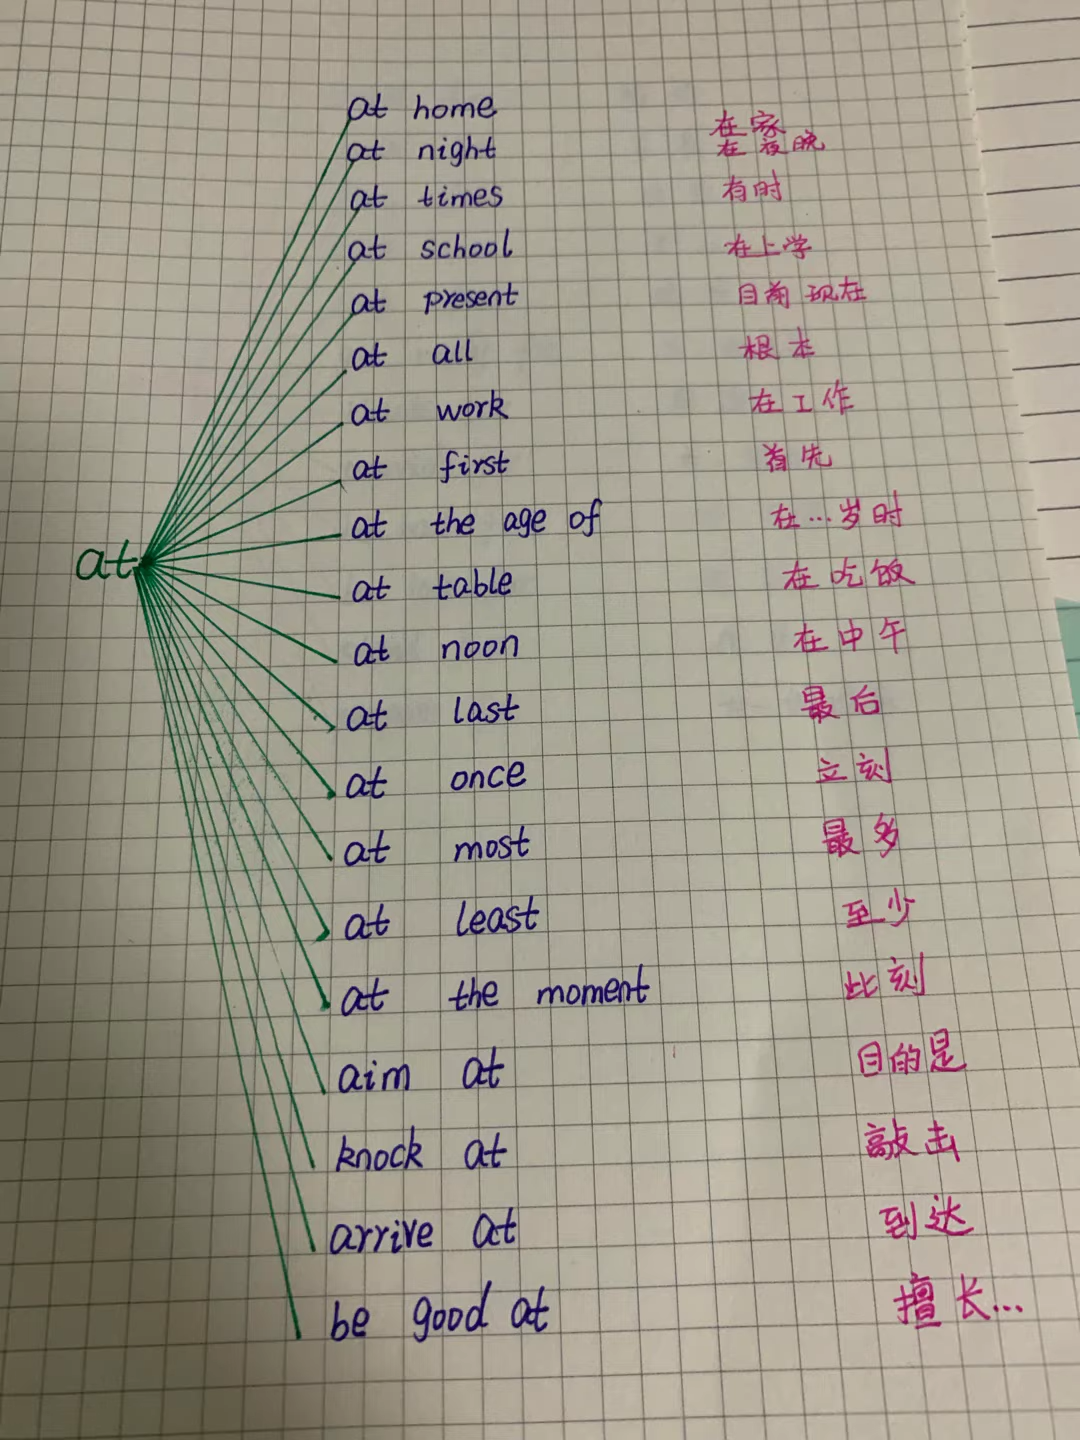 at home 在家
at night 在夜晚
at times 有时
at school 在上学
at present 目前 现在
at all 根本
at work 在工作
at first 首先
at the age of 在…岁时
at
at table 在吃饭
at noon 在中午
at last 最后
at once 立刻
at most 最多
at least 至少
at the moment 此刻
aim at 目的是
knock at 敲击
arrive at 到达
be good at 擅长…